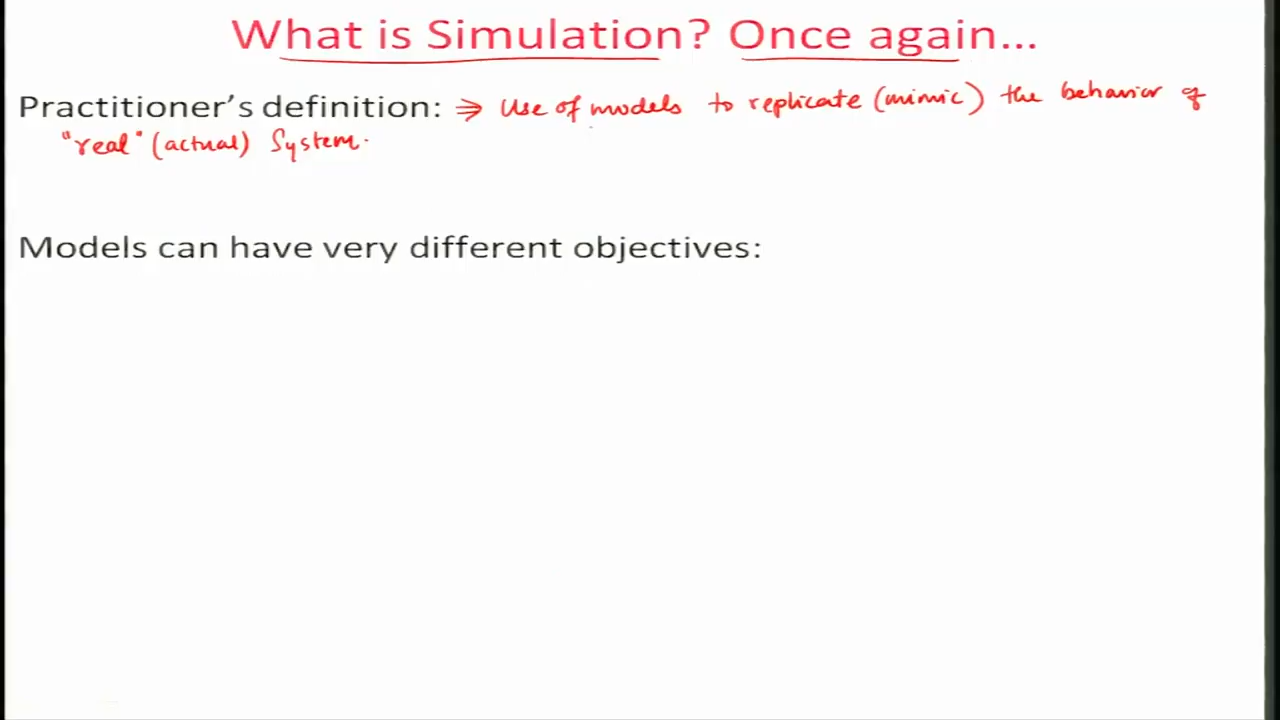 What is Simulation? Once again...
Practitioner's definition: ⇒ Use of models to replicate (mimic) the behavior of
"real" (actual) System.
Models can have very different objectives: